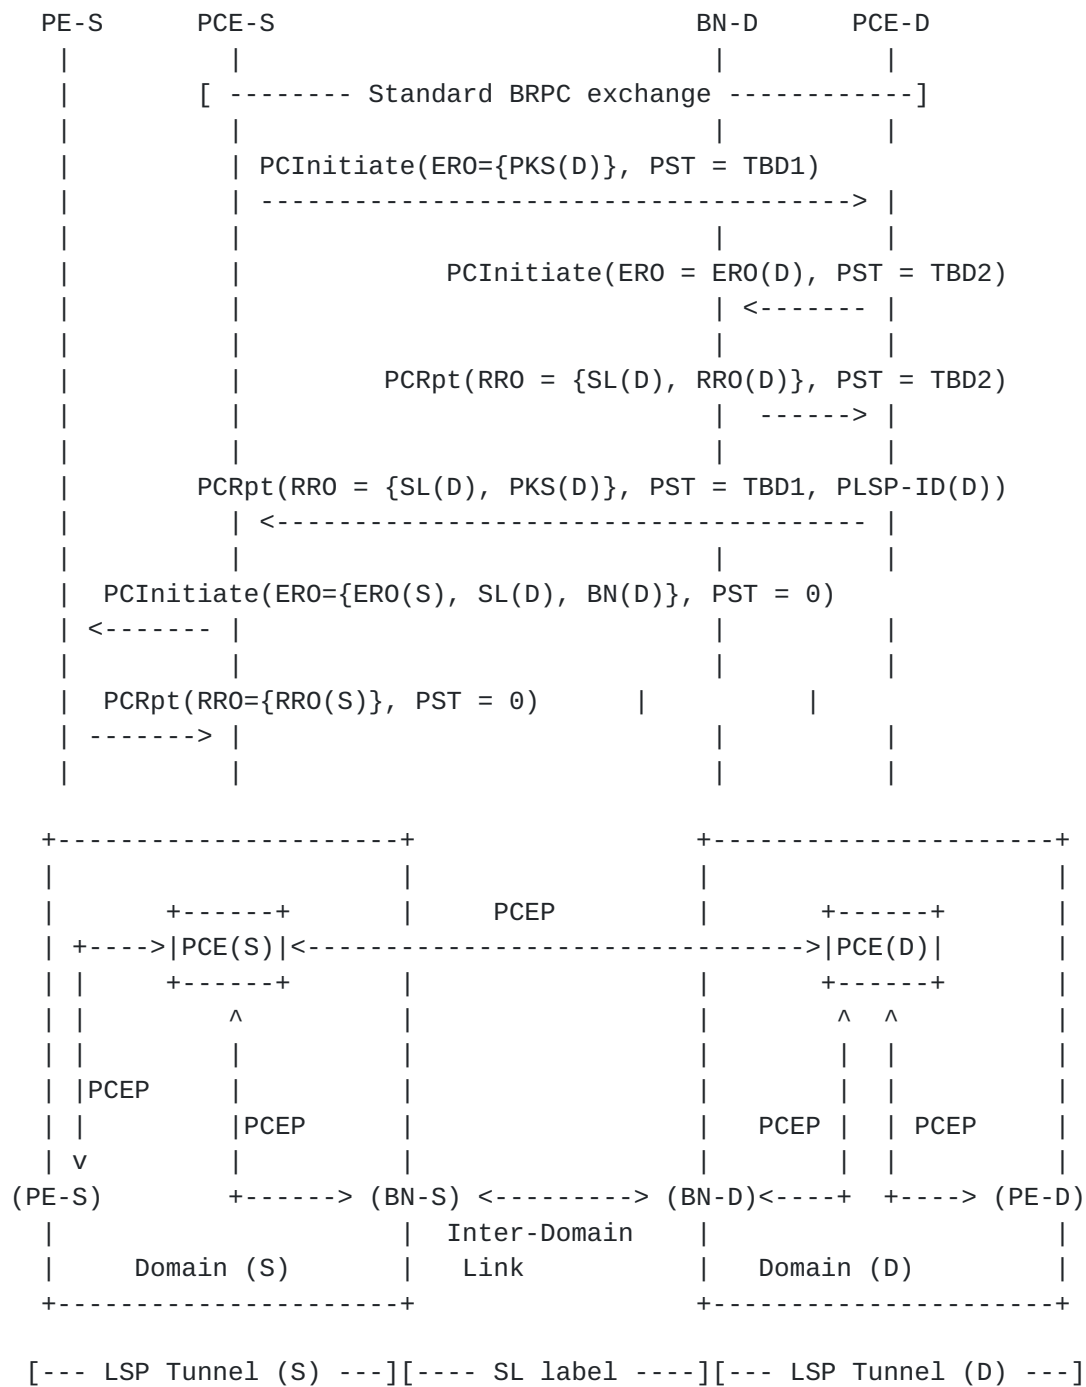 PE-S PCE-S BN-D PCE-D
[ -------- Standard BRPC exchange ------------]
PCInitiate(ERO={PKS(D)}, PST = TBD1)
PCInitiate(ERO = ERO(D), PST = TBD2)
PCRpt(RRO = {SL(D), RRO(D)}, PST = TBD2)
PCRpt(RRO = {SL(D), PKS(D)}, PST = TBD1, PLSP-ID(D))
PCInitiate(ERO={ERO(S), SL(D), BN(D)}, PST = 0)
PCRpt(RRO={RRO(S)}, PST = 0)
PCEP
PCE(S) PCE(D)
PCEP
PCEP PCEP PCEP
(PE-S) (BN-S) (BN-D) (PE-D)
Inter-Domain
Domain (S) Link Domain (D)
[--- LSP Tunnel (S) ---][---- SL label ----][--- LSP Tunnel (D) ---]